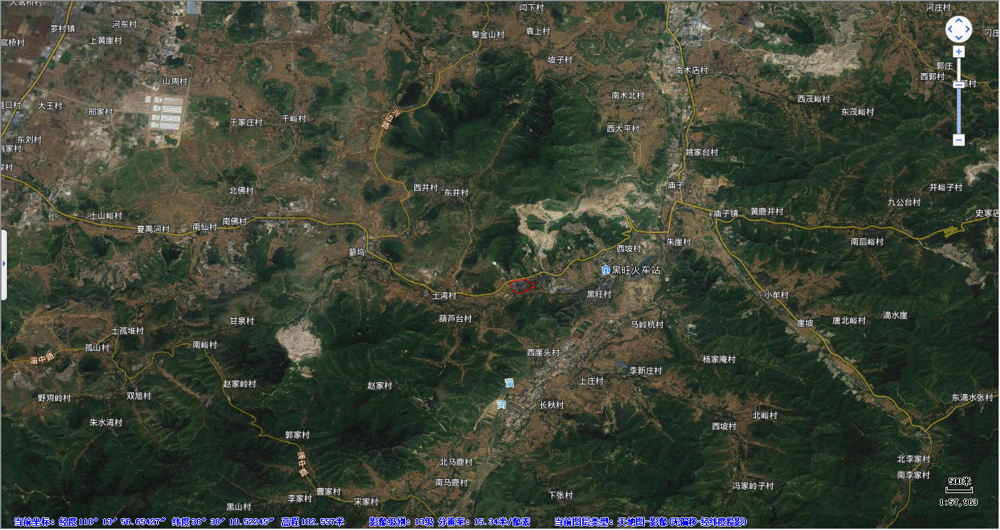 闫下村
河庄村
罗村镇
河东村
黎金山村
袁上村
上黄崖村
坡子村
郭庄
南术店村
西郭村
山周村
南术北村
西茂峪村
大王村
邢家村
东茂峪村
于家庄村
千峪村
兴边路
西太平村
东刘村
姚家台村
北佛村
西井村
东井村
庙子
井峪子村
九公台村
土山峪村
夏禹河村
南仙村
南佛村
庙子镇
黄鹿井村
史家店
蓼坞
西坡村
朱崖村
南后峪村
黑旺火车站
土湾村
黑旺村
小牟村
甘泉村
葫芦台村
马岭杭村
崖坡
唐北峪村
滴水崖
土孤堆村
孤山村
南峪村
淄中路
西崖头村
杨家庵村
李新庄村
赵家岭村
赵家村
上庄村
野鸡岭村
双旭村
淄河
长秋村
东滴水张村
朱水湾村
西坡村
北峪村
郭家村
淄中路
北马鹿村
北李家村
南马鹿村
南李家村
曹家村
李家村
宋家村
黑山村
下张村
冯家岭子村
500米
1:57,963
当前坐标: 经度118° 13′ 56.65427″ 纬度36° 38′ 19.52245″ 高程182.557米 影像级别: 13级 分辨率: 15.34米/像素 当前图层类型: 天地图-影像(无偏移-经纬度投影)